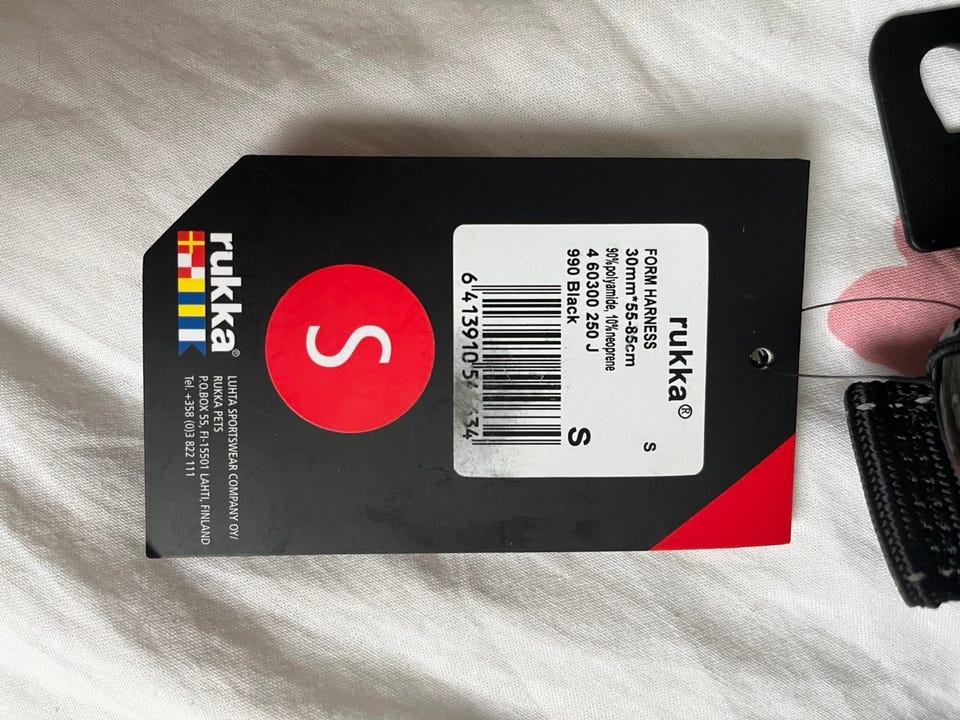 rukka®
FORM HARNESS S
30mm*55-85cm
90%polyamide, 10%neoprene
4 60300 250 J
990 Black
S
S
rukka®
LUHTA SPORTSWEAR COMPANY OY/
RUKKA PETS
P.O.BOX 55, FI-15501 LAHTI, FINLAND
Tel. +358 (0)3 822 111